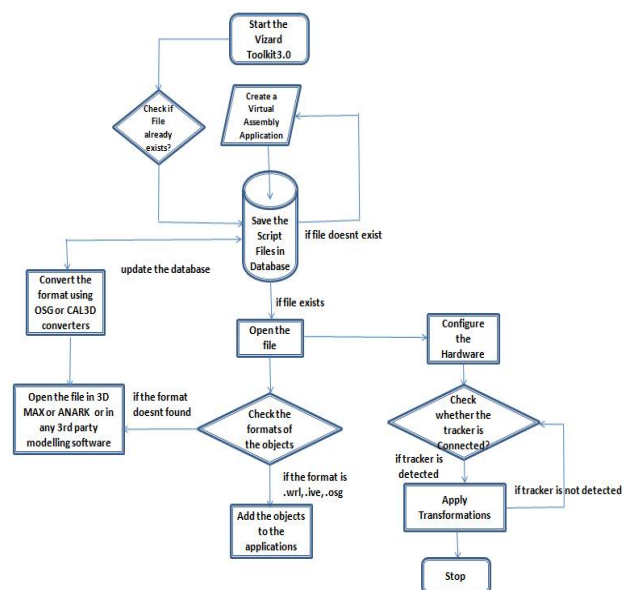 Start the
Vizard
Toolkit3.0
Check if
File
already
exists?
Create a
Virtual
Assembly
Application
Save the
Script
Files in
Database
if file doesnt exist
update the database
Convert the
format using
OSG or CAL3D
converters
if file exists
Open the
file
Configure
the
Hardware
Open the file in 3D
MAX or ANARK or in
any 3rd party
modelling software
if the format
doesnt found
Check the
formats of
the objects
Check
whether the
tracker is
Connected?
if tracker is
detected
if the format is
.wrl,.ive,.osg
Apply
Transformations
if tracker is not detected
Add the objects
to the
applications
Stop